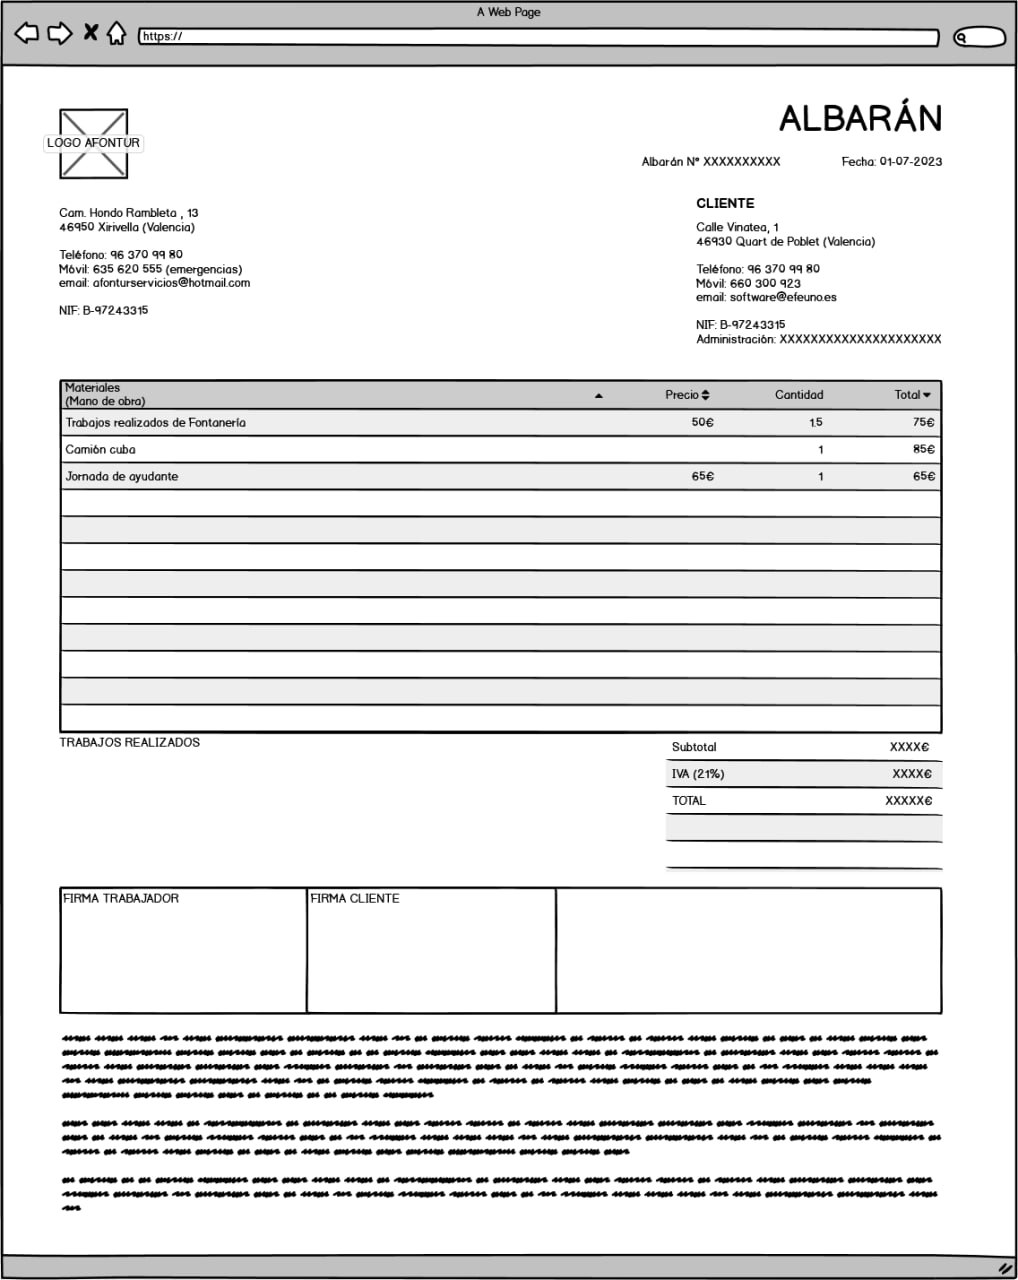 A Web Page
https://
LOGO AFONTUR
ALBARÁN
Albarán Nº XXXXXXXXXX Fecha: 01-07-2023
Cam. Hondo Rambleta , 13
46950 Xirivella (Valencia)
Teléfono: 96 370 99 80
Móvil: 635 620 555 (emergencias)
email: afonturservicios@hotmail.com
NIF: B-97243315
CLIENTE
Calle Vinatea, 1
46930 Quart de Poblet (Valencia)
Teléfono: 96 370 99 80
Móvil: 660 300 923
email: software@efeuno.es
NIF: B-97243315
Administración: XXXXXXXXXXXXXXXXXXXXX
Materiales
(Mano de obra) Precio Cantidad Total
Trabajos realizados de Fontanería 50€ 1.5 75€
Camión cuba 1 85€
Jornada de ayudante 65€ 1 65€
TRABAJOS REALIZADOS
Subtotal XXXX€
IVA (21%) XXXX€
TOTAL XXXXX€
FIRMA TRABAJADOR FIRMA CLIENTE